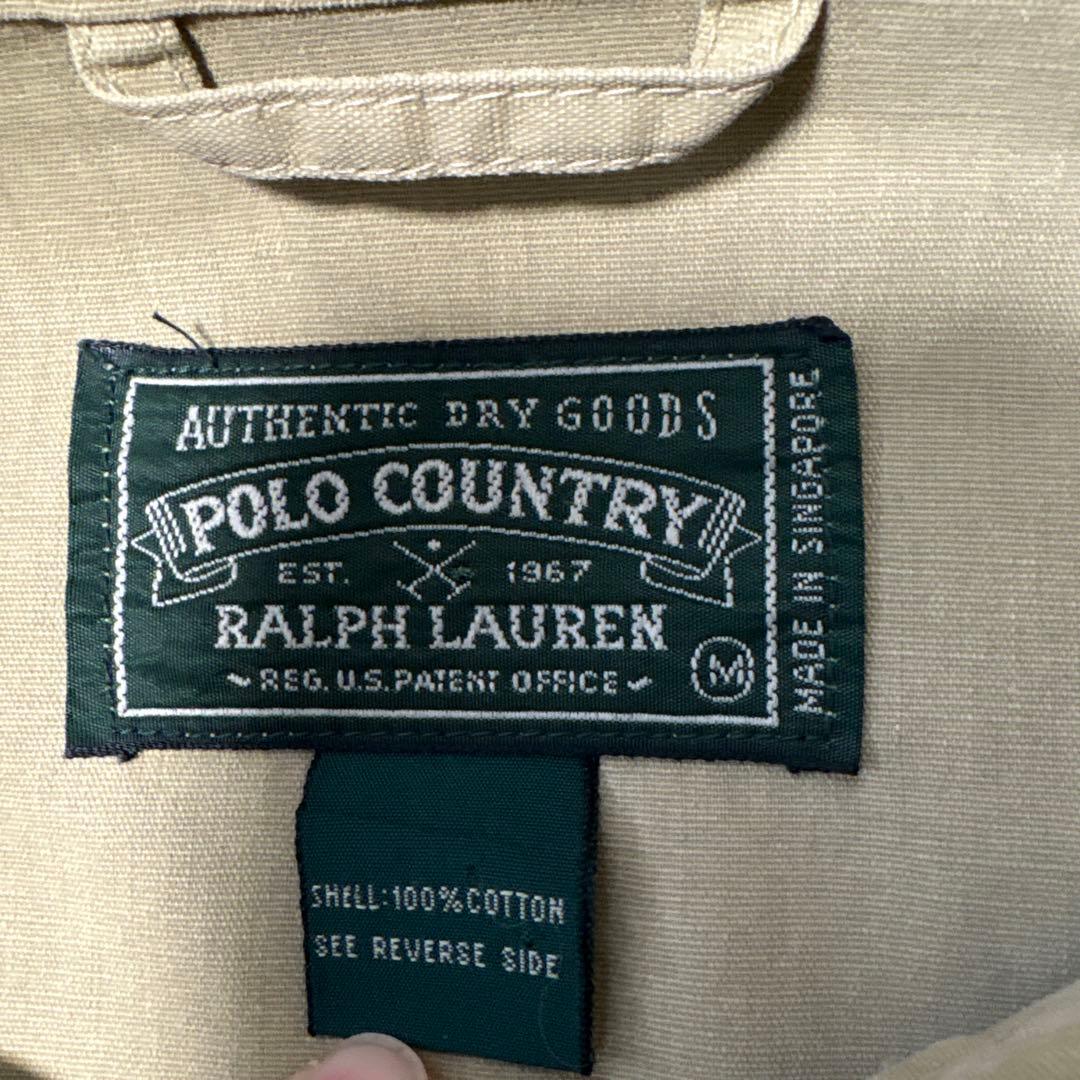 AUTHENTIC DRY GOODS
POLO COUNTRY
EST. 1967
RALPH LAUREN
REG. U.S. PATENT OFFICE
M
MADE IN SINGAPORE
SHELL: 100% COTTON
SEE REVERSE SIDE